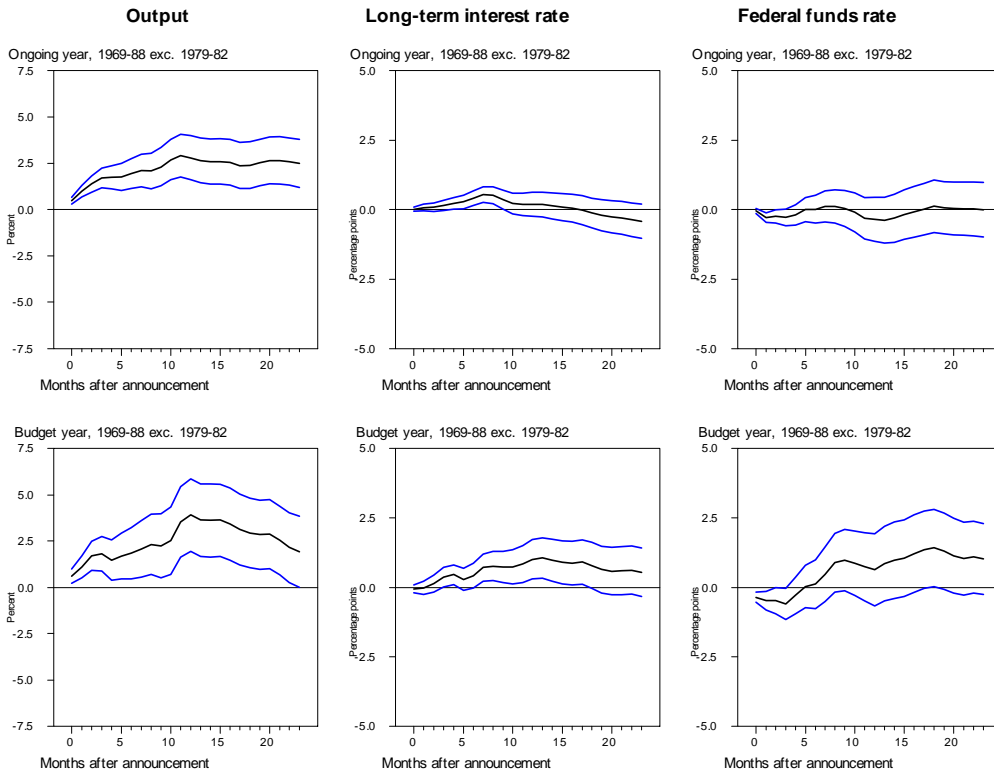 Output
Long-term interest rate
Federal funds rate
Ongoing year, 1969-88 exc. 1979-82
Ongoing year, 1969-88 exc. 1979-82
Ongoing year, 1969-88 exc. 1979-82
7.5
5.0
2.5
0.0
-2.5
-5.0
-7.5
Percent
0 5 10 15 20
Months after announcement
5.0
2.5
0.0
-2.5
-5.0
Percentage points
0 5 10 15 20
Months after announcement
5.0
2.5
0.0
-2.5
-5.0
Percentage points
0 5 10 15 20
Months after announcement
Budget year, 1969-88 exc. 1979-82
Budget year, 1969-88 exc. 1979-82
Budget year, 1969-88 exc. 1979-82
7.5
5.0
2.5
0.0
-2.5
-5.0
-7.5
Percent
0 5 10 15 20
Months after announcement
5.0
2.5
0.0
-2.5
-5.0
Percentage points
0 5 10 15 20
Months after announcement
5.0
2.5
0.0
-2.5
-5.0
Percentage points
0 5 10 15 20
Months after announcement